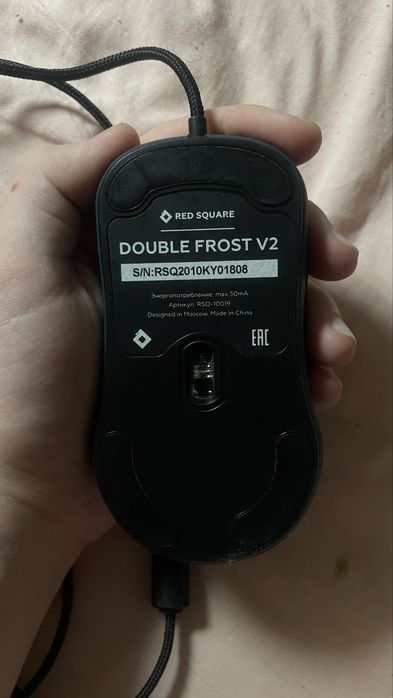 RED SQUARE
DOUBLE FROST V2
S/N:RSQ2010KY01808
Энергопотребление: max 50mA
Артикул: RSQ-10019
Designed in Moscow. Made in China
EAC